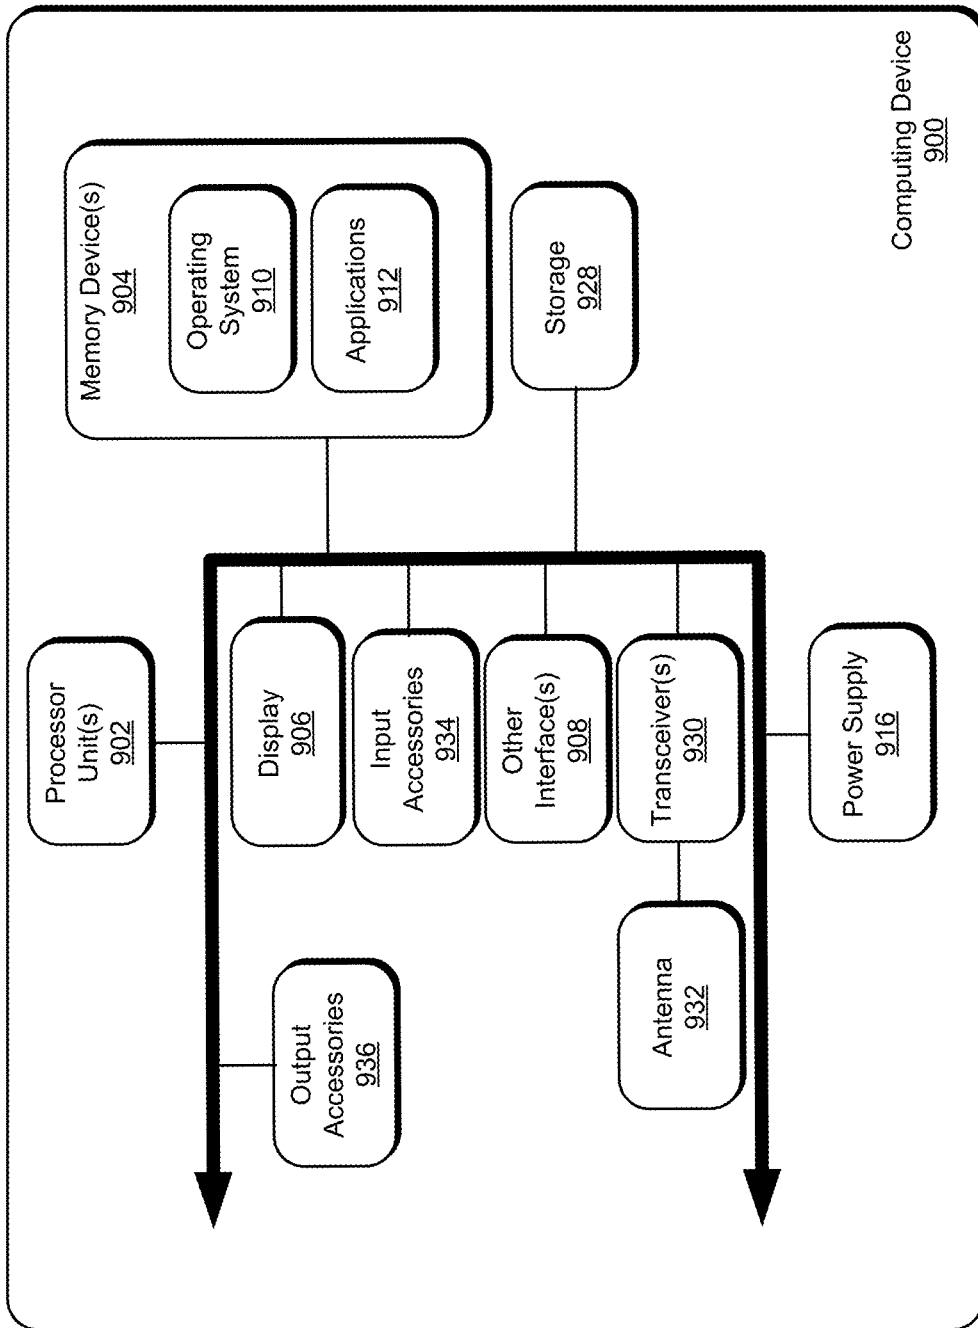 Processor
Unit(s)
902
Memory Device(s)
904
Operating
System
910
Applications
912
Output
Accessories
936
Display
906
Input
Accessories
934
Other
Interface(s)
908
Storage
928
Antenna
932
Transceiver(s)
930
Power Supply
916
Computing Device
900